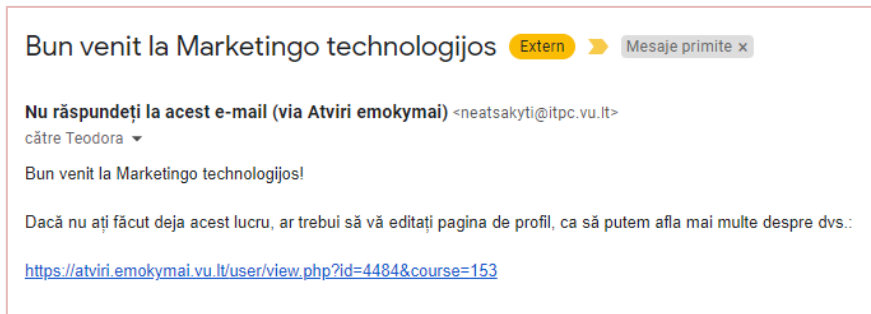 Bun venit la Marketingo technologijos Extern Mesaje primite x
Nu răspundeți la acest e-mail (via Atviri emokymai) <neatsakyti@itpc.vu.lt>
către Teodora
Bun venit la Marketingo technologijos!
Dacă nu ați făcut deja acest lucru, ar trebui să vă editați pagina de profil, ca să putem afla mai multe despre dvs.:
https://atviri.emokymai.vu.lt/user/view.php?id=4484&course=153